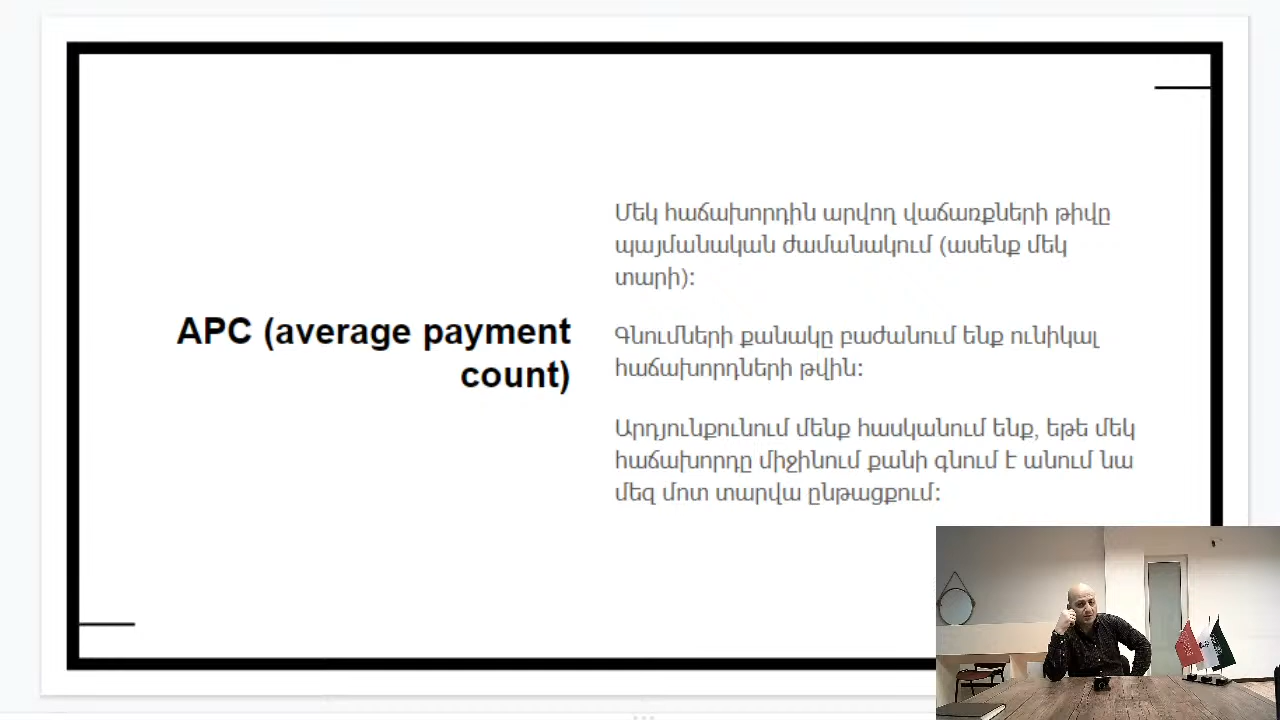 APC (average payment
count)
Մեկ հաճախորդին արվող վաճառքների թիվը
պայմանական ժամանակում (ասենք մեկ
տարի):
Գնումների քանակը բաժանում ենք ունիկալ
հաճախորդների թվին:
Արդյունքունում մենք հասկանում ենք, եթե մեկ
հաճախորդը միջինում քանի գնում է անում նա
մեզ մոտ տարվա ընթացքում: